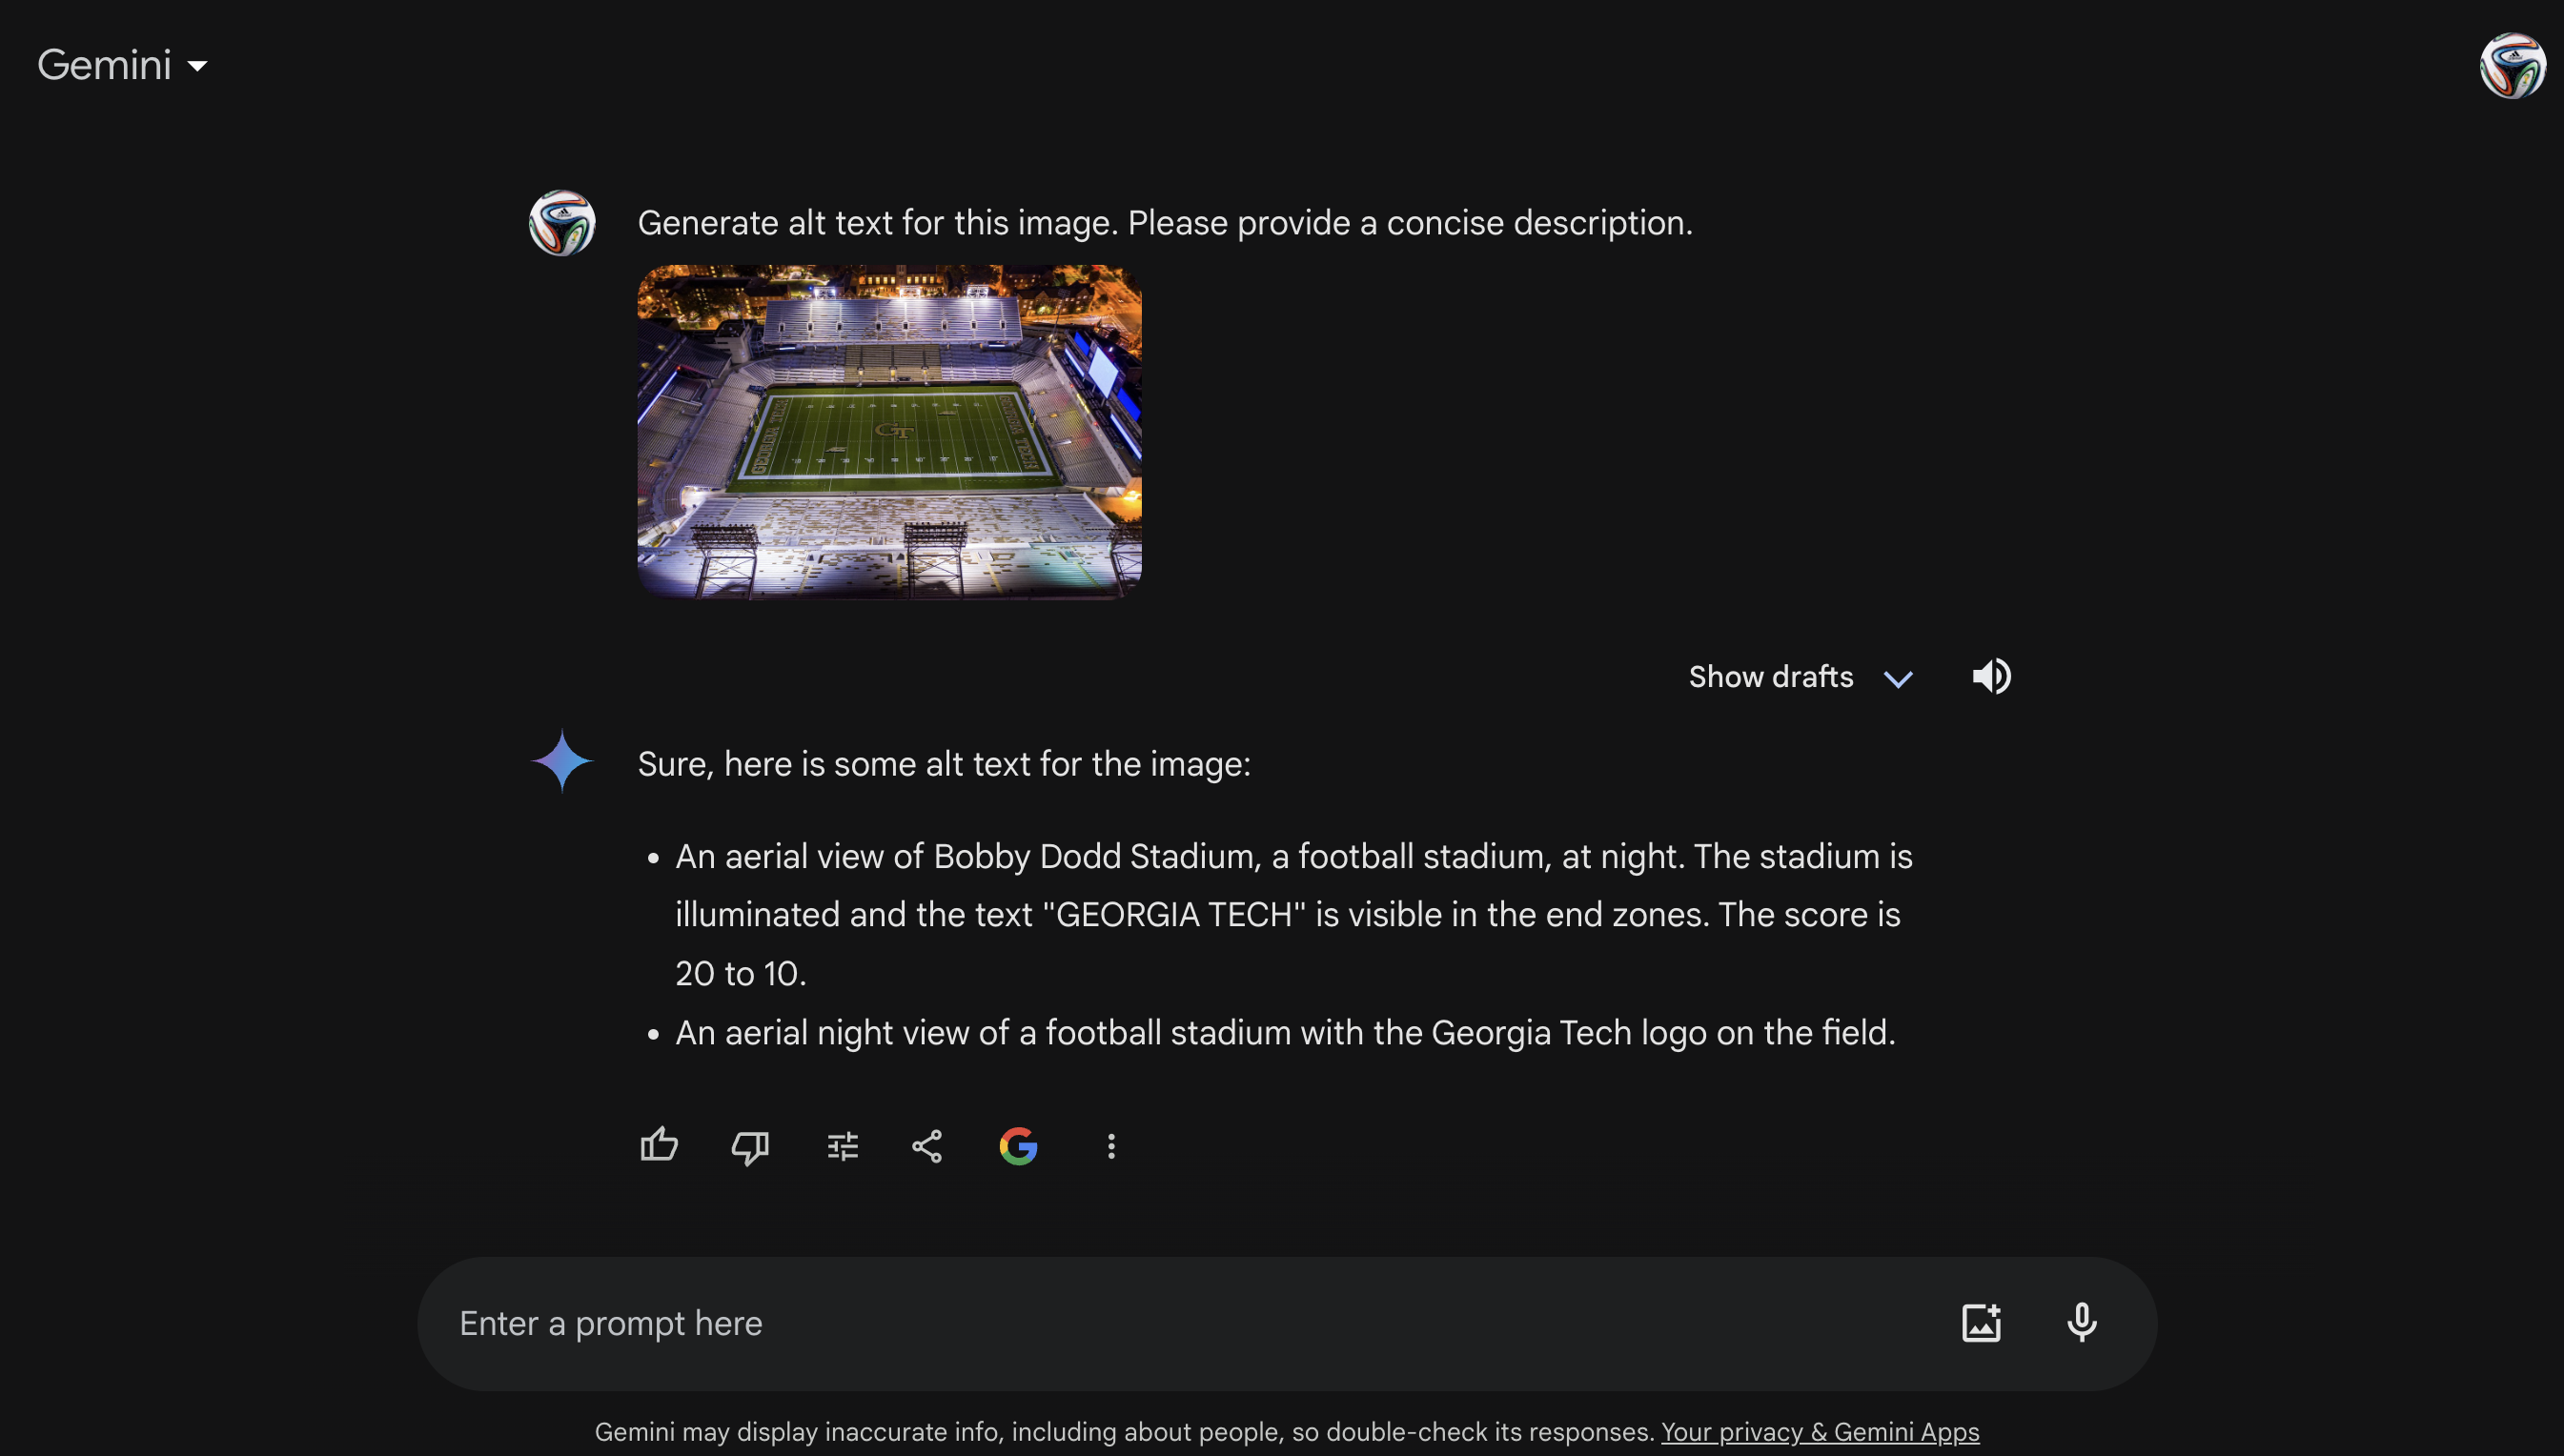 Gemini
Generate alt text for this image. Please provide a concise description.
GEORGIA TECH
GT
GEORGIA TECH
Show drafts
Sure, here is some alt text for the image:
• An aerial view of Bobby Dodd Stadium, a football stadium, at night. The stadium is
illuminated and the text "GEORGIA TECH" is visible in the end zones. The score is
20 to 10.
• An aerial night view of a football stadium with the Georgia Tech logo on the field.
Enter a prompt here
Gemini may display inaccurate info, including about people, so double-check its responses. Your privacy & Gemini Apps